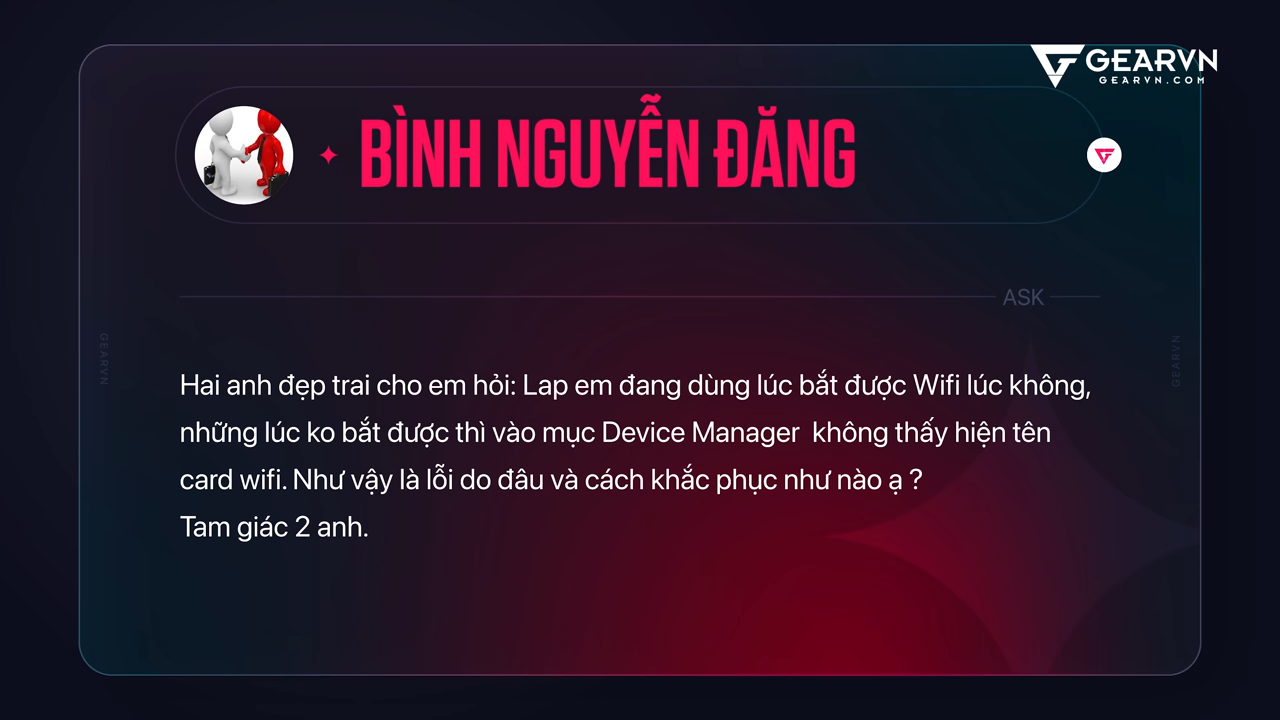 GEARVN
GEARVN.COM
BÌNH NGUYỄN ĐĂNG
ASK
GEARVN
GEARVN
Hai anh đẹp trai cho em hỏi: Lap em đang dùng lúc bắt được Wifi lúc không,
những lúc ko bắt được thì vào mục Device Manager  không thấy hiện tên
card wifi. Như vậy là lỗi do đâu và cách khắc phục như nào ạ ?
Tam giác 2 anh.